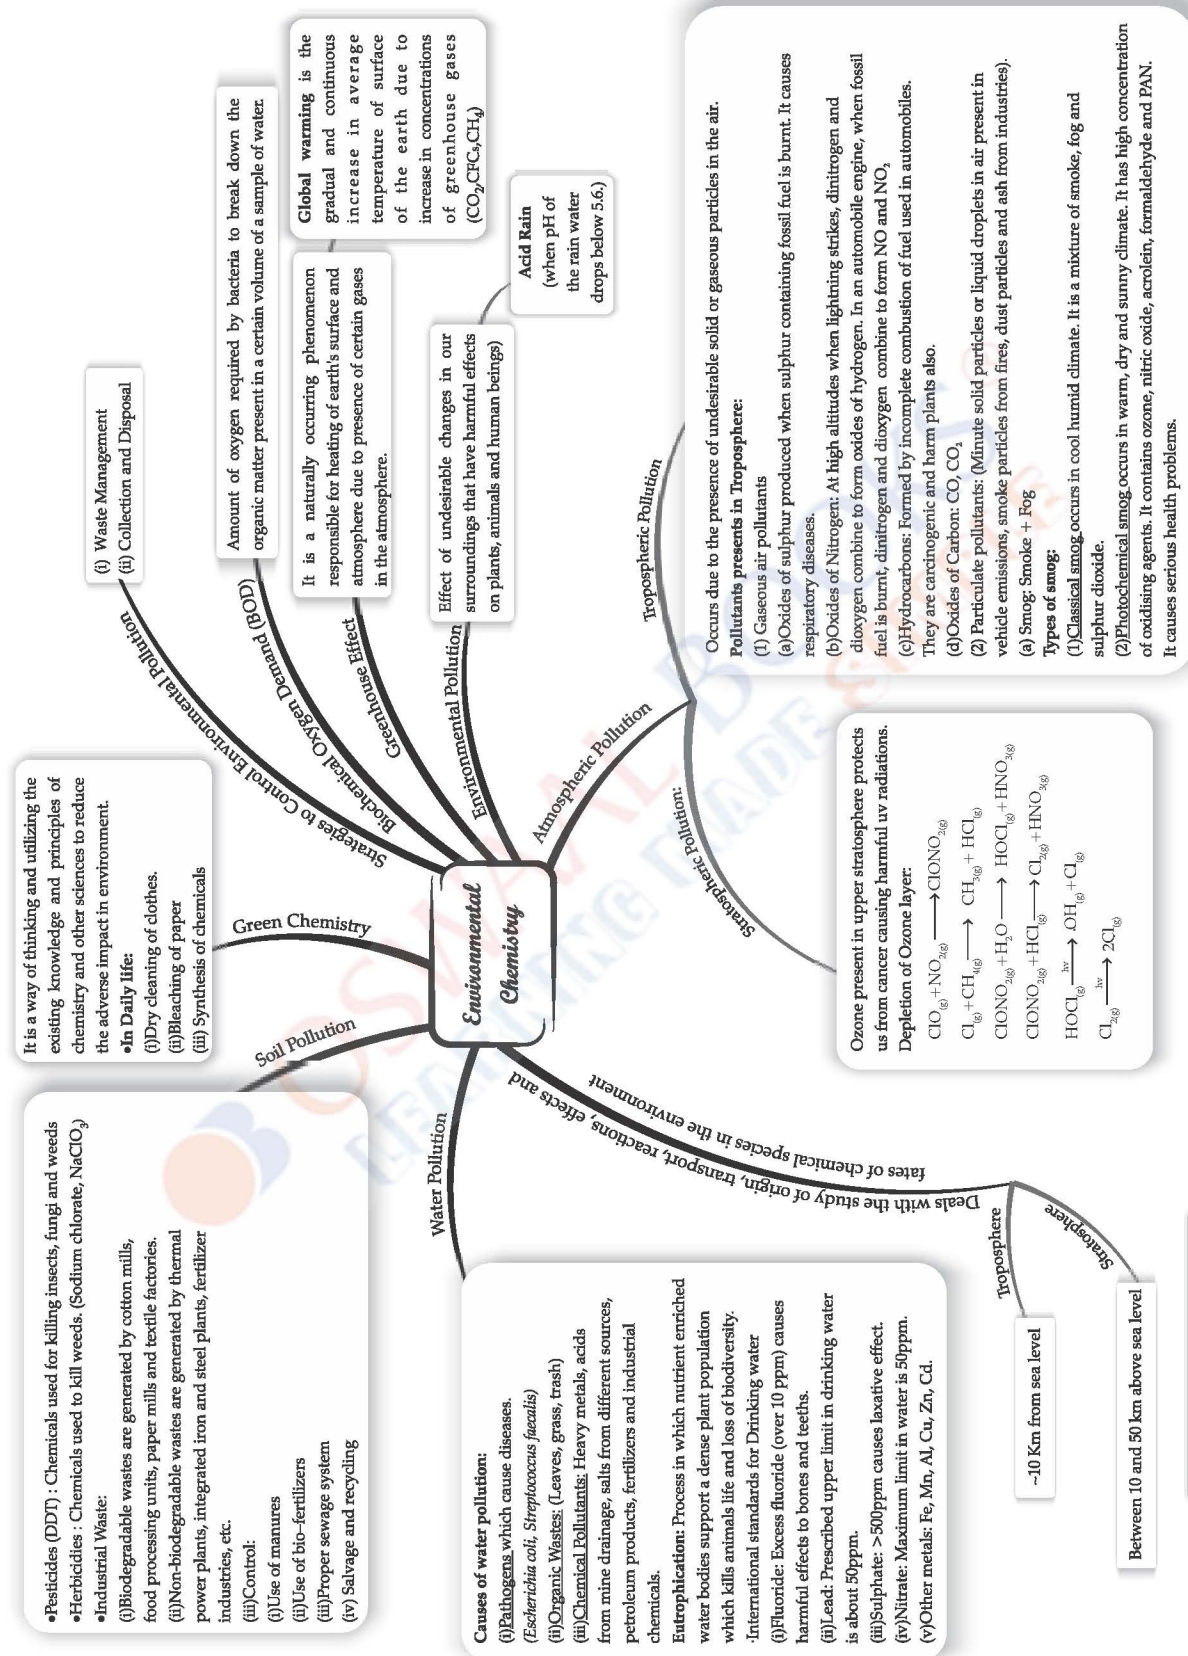 •Pesticides (DDT) : Chemicals used for killing insects, fungi and weeds
•Herbicidies : Chemicals used to kill weeds. (Sodium chlorate, NaClO3)
•Industrial Waste:
(i)Biodegradable wastes are generated by cotton mills,
food processing units, paper mills and textile factories.
(ii)Non-biodegradable wastes are generated by thermal
power plants, integrated iron and steel plants, fertilizer
industries, etc.
(iii)Control:
(i)Use of manures
(ii)Use of bio–fertilizers
(iii)Proper sewage system
(iv) Salvage and recycling
Soil Pollution
It is a way of thinking and utilizing the
existing knowledge and principles of
chemistry and other sciences to reduce
the adverse impact in environment.
•In Daily life:
(i)Dry cleaning of clothes.
(ii)Bleaching of paper
(iii) Synthesis of chemicals
Green Chemistry
Strategies to Control Environmental Pollution
(i) Waste Management
(ii) Collection and Disposal
Biochemical Oxygen Demand (BOD)
Amount of oxygen required by bacteria to break down the
organic matter present in a certain volume of a sample of water.
Greenhouse Effect
It is a naturally occurring phenomenon
responsible for heating of earth's surface and
atmosphere due to presence of certain gases
in the atmosphere.
Global warming is the
gradual and continuous
increase in average
temperature of surface
of the earth due to
increase in concentrations
of greenhouse gases
(CO2,CFCs,CH4)
Environmental Pollution
Effect of undesirable changes in our
surroundings that have harmful effects
on plants, animals and human beings)
Acid Rain
(when pH of
the rain water
drops below 5.6.)
Environmental
Chemistry
Atmospheric Pollution
Tropospheric Pollution
Occurs due to the presence of undesirable solid or gaseous particles in the air.
Pollutants presents in Troposphere:
(1) Gaseous air pollutants
(a)Oxides of sulphur produced when sulphur containing fossil fuel is burnt. It causes
respiratory diseases.
(b)Oxides of Nitrogen: At high altitudes when lightning strikes, dinitrogen and
dioxygen combine to form oxides of hydrogen. In an automobile engine, when fossil
fuel is burnt, dinitrogen and dioxygen combine to form NO and NO2
(c)Hydrocarbons: Formed by incomplete combustion of fuel used in automobiles.
They are carcinogenic and harm plants also.
(d)Oxides of Carbon: CO, CO2
(2) Particulate pollutants: (Minute solid particles or liquid droplets in air present in
vehicle emissions, smoke particles from fires, dust particles and ash from industries).
(a) Smog: Smoke + Fog
Types of smog:
(1)Classical smog occurs in cool humid climate. It is a mixture of smoke, fog and
sulphur dioxide.
(2)Photochemical smog occurs in warm, dry and sunny climate. It has high concentration
of oxidising agents. It contains ozone, nitric oxide, acrolein, formaldehyde and PAN.
It causes serious health problems.
Stratospheric Pollution:
Ozone present in upper stratosphere protects
us from cancer causing harmful uv radiations.
Depletion of Ozone layer:
ClO(g) +NO2(g) ⟶ ClONO2(g)
Cl(g) +CH4(g) ⟶ CH3(g) + HCl(g)
ClONO2(g) +H2O ⟶ HOCl(g) +HNO3(g)
ClONO2(g) +HCl(g) ⟶ Cl2(g) +HNO3(g)
HOCl(g) —hv→ .OH(g) +Cl(g)
Cl2(g) —hv→ 2Cl(g)
Water Pollution
Causes of water pollution:
(i)Pathogens which cause diseases.
(Escherichia coli, Streptococcus faecalis)
(ii)Organic Wastes: (Leaves, grass, trash)
(iii)Chemical Pollutants: Heavy metals, acids
from mine drainage, salts from different sources,
petroleum products, fertilizers and industrial
chemicals.
Eutrophication: Process in which nutrient enriched
water bodies support a dense plant population
which kills animals life and loss of biodiversity.
·International standards for Drinking water
(i)Fluoride: Excess fluoride (over 10 ppm) causes
harmful effects to bones and teeths.
(ii)Lead: Prescribed upper limit in drinking water
is about 50ppm.
(iii)Sulphate: >500ppm causes laxative effect.
(iv)Nitrate: Maximum limit in water is 50ppm.
(v)Other metals: Fe, Mn, Al, Cu, Zn, Cd.
Deals with the study of origin, transport, reactions, effects and
fates of chemical species in the environment
Troposphere
~10 Km from sea level
Stratosphere
Between 10 and 50 km above sea level
OSWAAL BOOKS®
LEARNING MADE SIMPLE